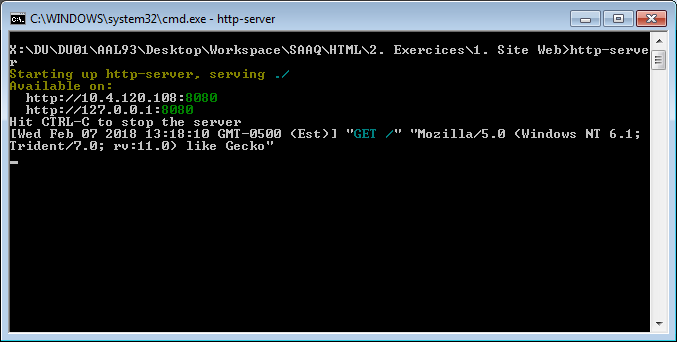 C:\WINDOWS\system32\cmd.exe - http-server
X:\DU\DU01\AAL93\Desktop\Workspace\SAAQ\HTML\2. Exercices\1. Site Web>http-serve
r
Starting up http-server, serving ./
Available on:
  http://10.4.120.108:8080
  http://127.0.0.1:8080
Hit CTRL-C to stop the server
[Wed Feb 07 2018 13:18:10 GMT-0500 (Est)] "GET /" "Mozilla/5.0 (Windows NT 6.1;
Trident/7.0; rv:11.0) like Gecko"